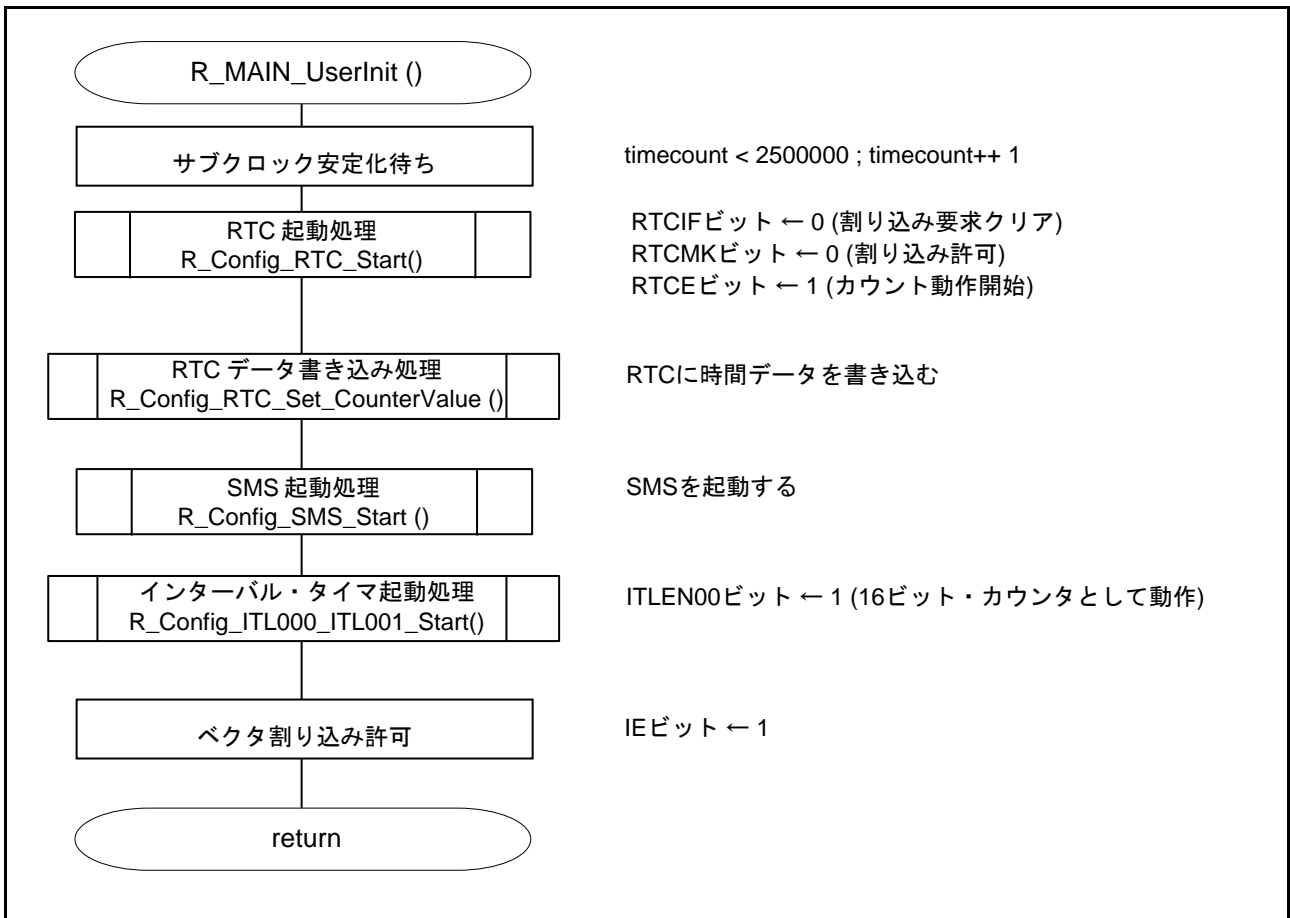 R_MAIN_UserInit ()
サブクロック安定化待ち
timecount < 2500000 ; timecount++ 1
RTC 起動処理
R_Config_RTC_Start()
RTCIFビット ← 0 (割り込み要求クリア)
RTCMKビット ← 0 (割り込み許可)
RTCEビット ← 1 (カウント動作開始)
RTC データ書き込み処理
R_Config_RTC_Set_CounterValue ()
RTCに時間データを書き込む
SMS 起動処理
R_Config_SMS_Start ()
SMSを起動する
インターバル・タイマ起動処理
R_Config_ITL000_ITL001_Start()
ITLEN00ビット ← 1 (16ビット・カウンタとして動作)
ベクタ割り込み許可
IEビット ← 1
return